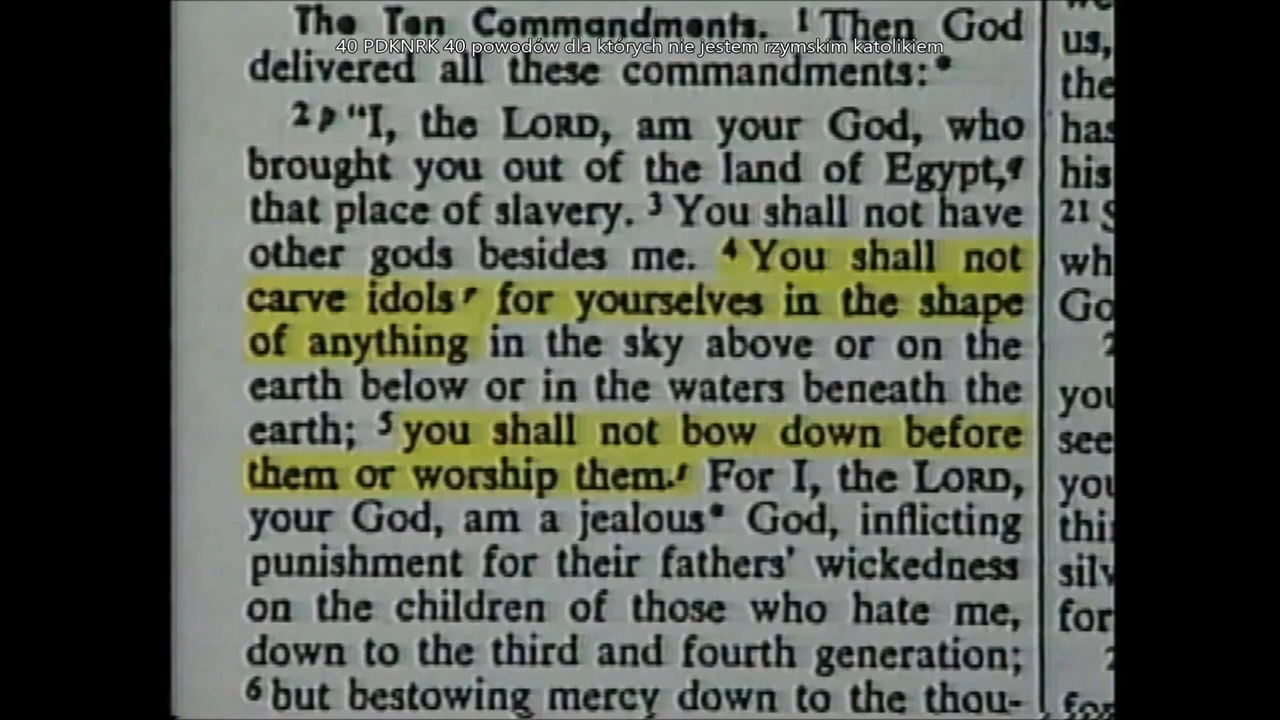 The Ten Commandments. 1 Then God
40 PDKNRK 40 powodów dla których nie jestem rzymskim katolikiem
delivered all these commandments:*
2 p "I, the LORD, am your God, who
brought you out of the land of Egypt,q
that place of slavery. 3 You shall not have
other gods besides me. 4 You shall not
carve idols r for yourselves in the shape
of anything in the sky above or on the
earth below or in the waters beneath the
earth; 5 you shall not bow down before
them or worship them.s For I, the LORD,
your God, am a jealous* God, inflicting
punishment for their fathers' wickedness
on the children of those who hate me,
down to the third and fourth generation;
6 but bestowing mercy down to the thou-
us,
the
has
his
21
wh
Go
you
see
you
thi
silv
for
for